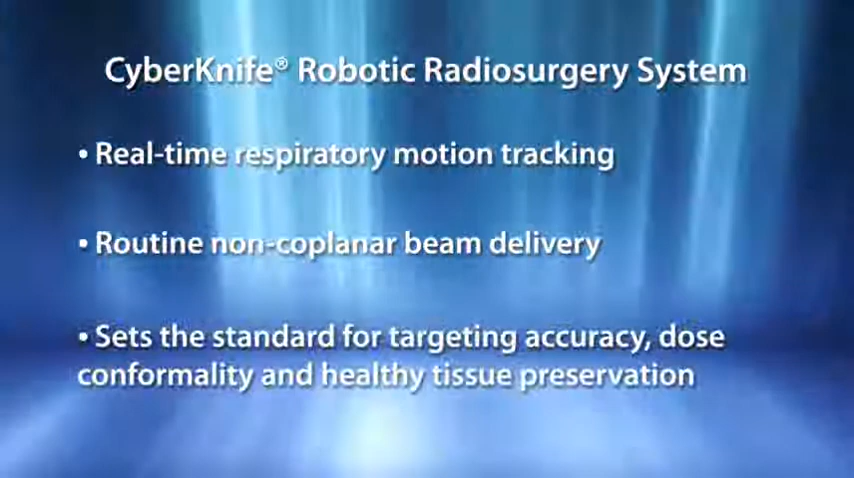 CyberKnife® Robotic Radiosurgery System
• Real-time respiratory motion tracking
• Routine non-coplanar beam delivery
• Sets the standard for targeting accuracy, dose
conformality and healthy tissue preservation